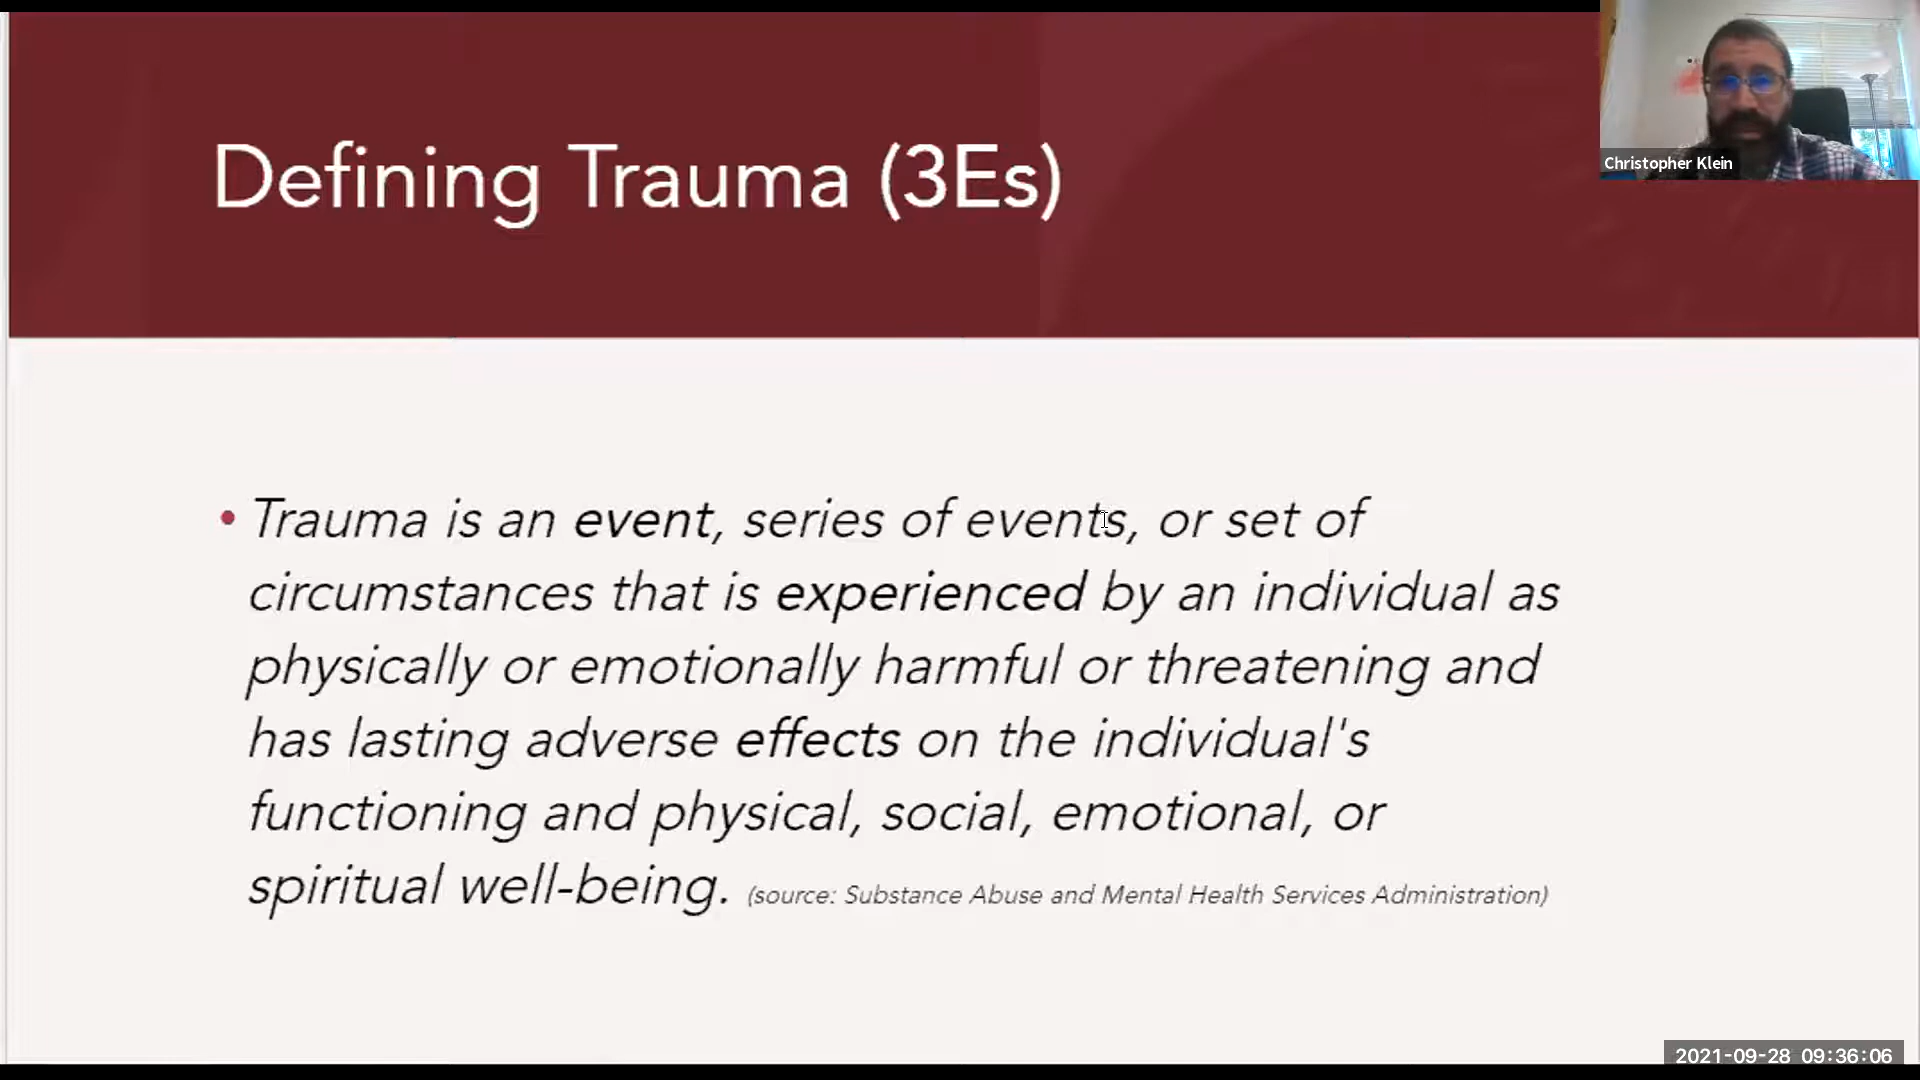 Defining Trauma (3Es)
Christopher Klein
• Trauma is an event, series of events, or set of
circumstances that is experienced by an individual as
physically or emotionally harmful or threatening and
has lasting adverse effects on the individual's
functioning and physical, social, emotional, or
spiritual well-being. (source: Substance Abuse and Mental Health Services Administration)
2021-09-28 09:36:06